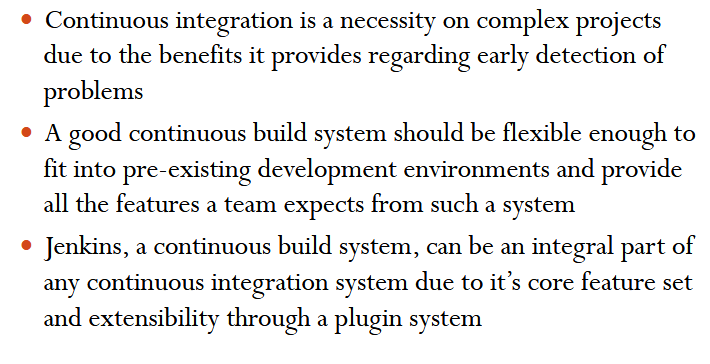 • Continuous integration is a necessity on complex projects
due to the benefits it provides regarding early detection of
problems
• A good continuous build system should be flexible enough to
fit into pre-existing development environments and provide
all the features a team expects from such a system
• Jenkins, a continuous build system, can be an integral part of
any continuous integration system due to it’s core feature set
and extensibility through a plugin system